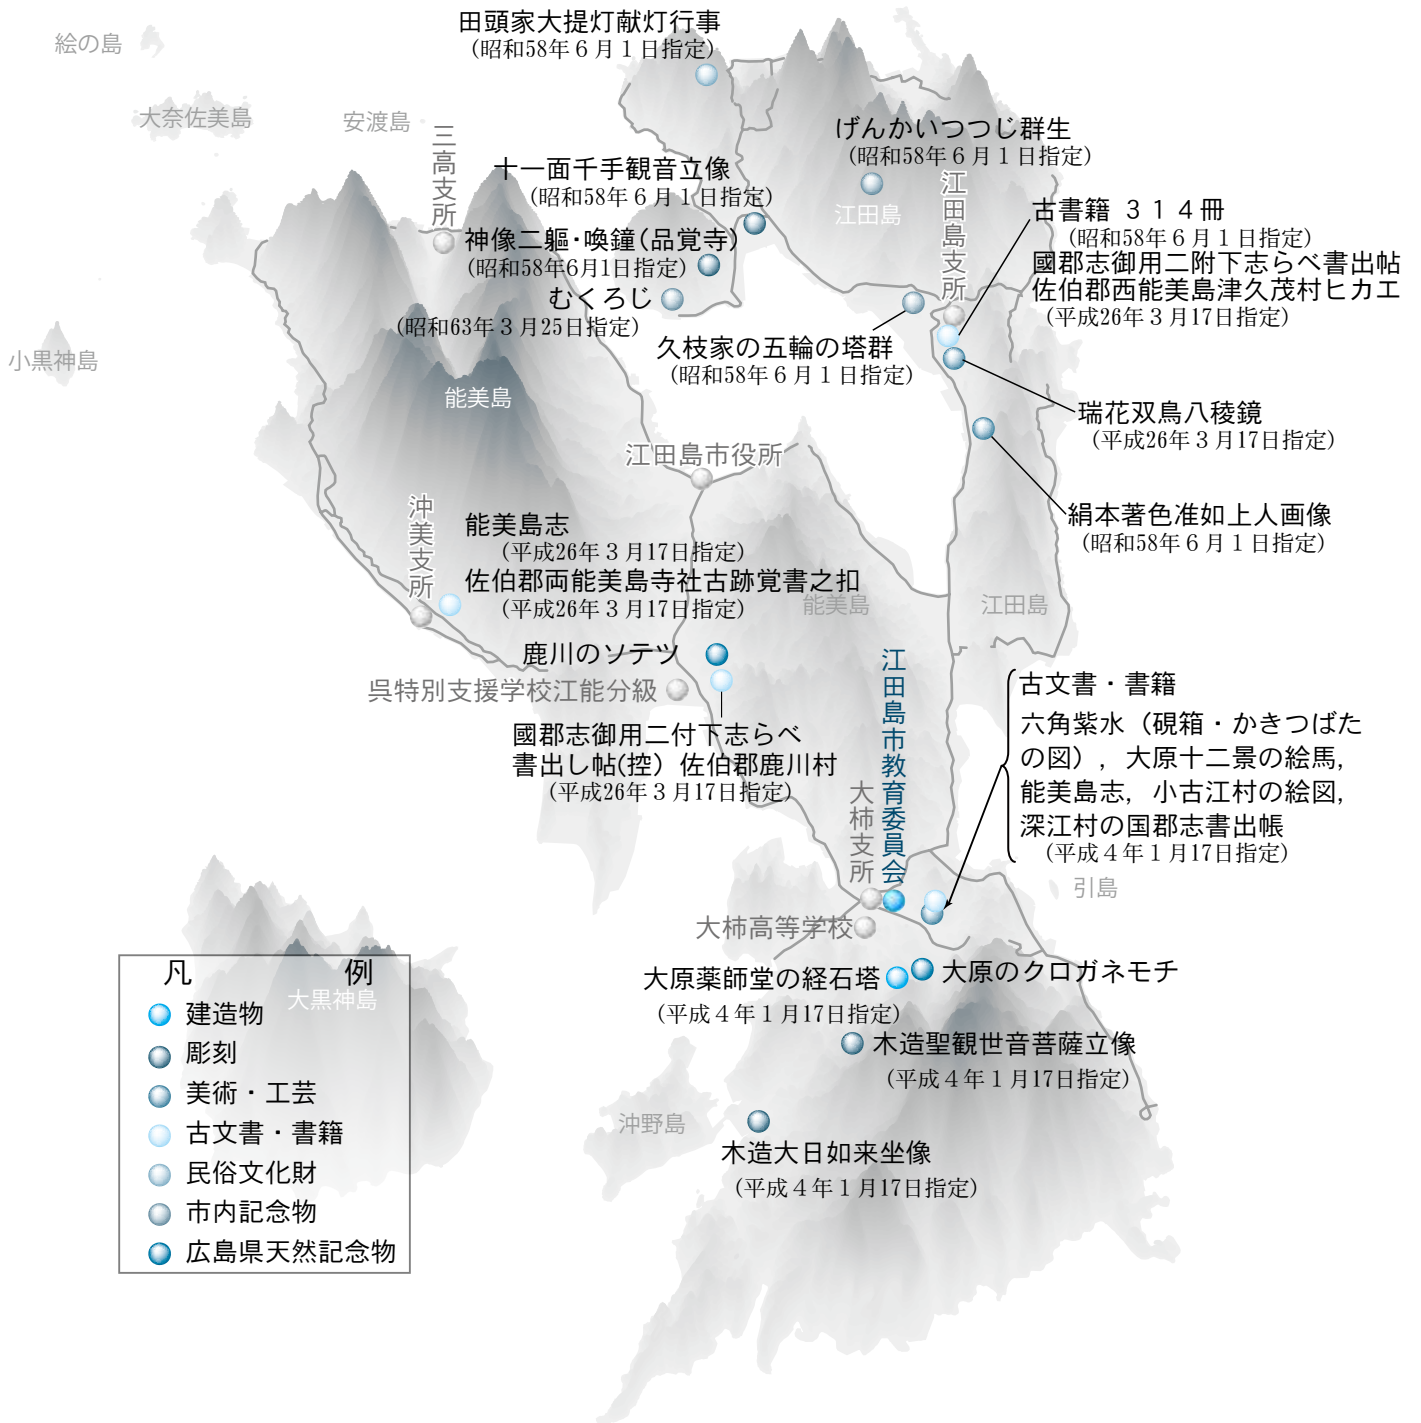 田頭家大提灯献灯行事
(昭和58年６月１日指定)
絵の島
大奈佐美島
安渡島
三高支所
げんかいつつじ群生
(昭和58年６月１日指定)
十一面千手観音立像
(昭和58年６月１日指定)
江田島
江田島支所
古書籍 ３１４冊
(昭和58年６月１日指定)
國郡志御用二附下志らべ書出帖
佐伯郡西能美島津久茂村ヒカエ
(平成26年３月17日指定)
神像二軀・喚鐘(品覚寺)
(昭和58年6月1日指定)
むくろじ
(昭和63年３月25日指定)
久枝家の五輪の塔群
(昭和58年６月１日指定)
小黒神島
能美島
瑞花双鳥八稜鏡
(平成26年３月17日指定)
江田島市役所
絹本著色准如上人画像
(昭和58年６月１日指定)
沖美支所
能美島志
(平成26年３月17日指定)
佐伯郡両能美島寺社古跡覚書之扣
(平成26年３月17日指定)
能美島
江田島
鹿川のソテツ
呉特別支援学校江能分級
國郡志御用二付下志らべ
書出し帖(控）佐伯郡鹿川村
(平成26年３月17日指定)
江田島市教育委員会
大柿支所
古文書・書籍
六角紫水（硯箱・かきつばた
の図），大原十二景の絵馬，
能美島志，小古江村の絵図，
深江村の国郡志書出帳
(平成４年１月17日指定)
引島
大柿高等学校
大原薬師堂の経石塔
(平成４年１月17日指定)
大原のクロガネモチ
木造聖観世音菩薩立像
(平成４年１月17日指定)
沖野島
木造大日如来坐像
(平成４年１月17日指定)
大黒神島
凡 例
建造物
彫刻
美術・工芸
古文書・書籍
民俗文化財
市内記念物
広島県天然記念物